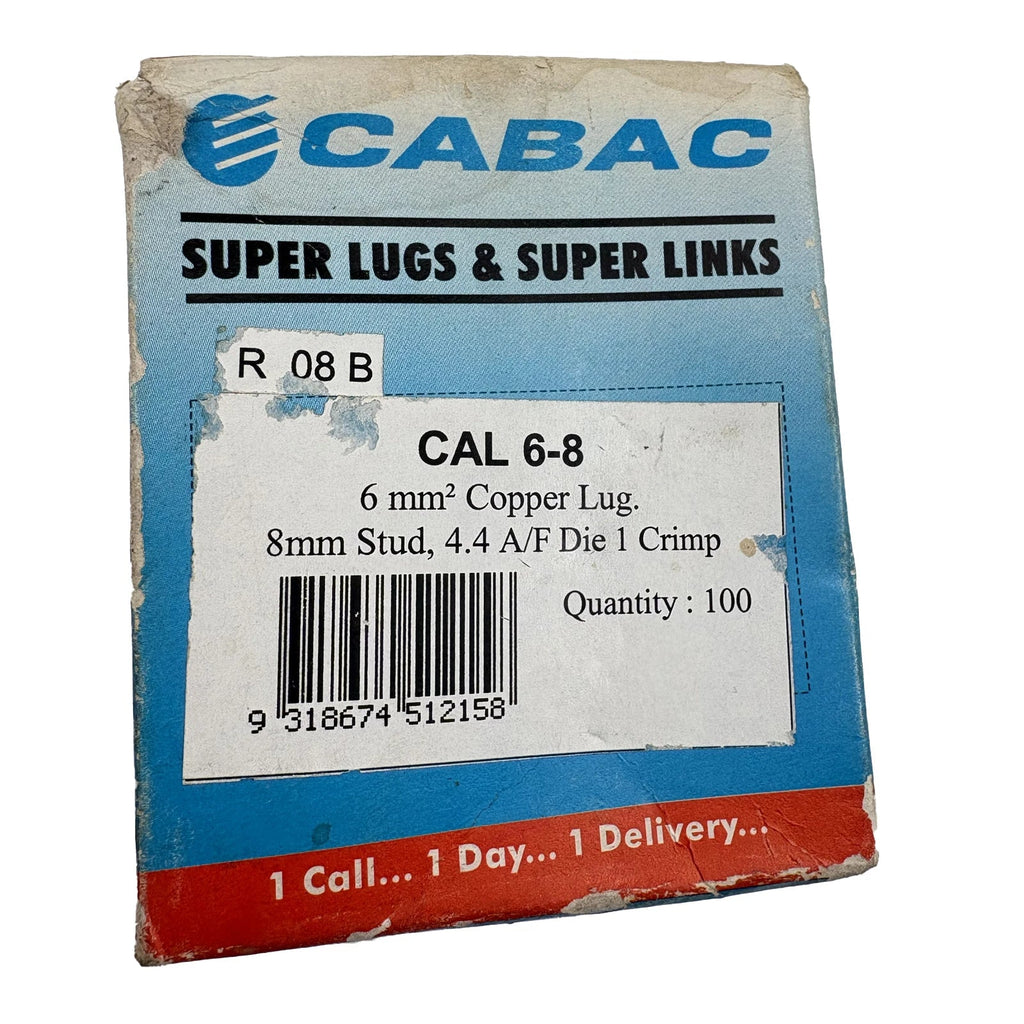 CABAC
SUPER LUGS & SUPER LINKS
R 08 B
CAL 6-8
6 mm² Copper Lug.
8mm Stud, 4.4 A/F Die 1 Crimp
Quantity : 100
9 318674 512158
1 Call... 1 Day... 1 Delivery...